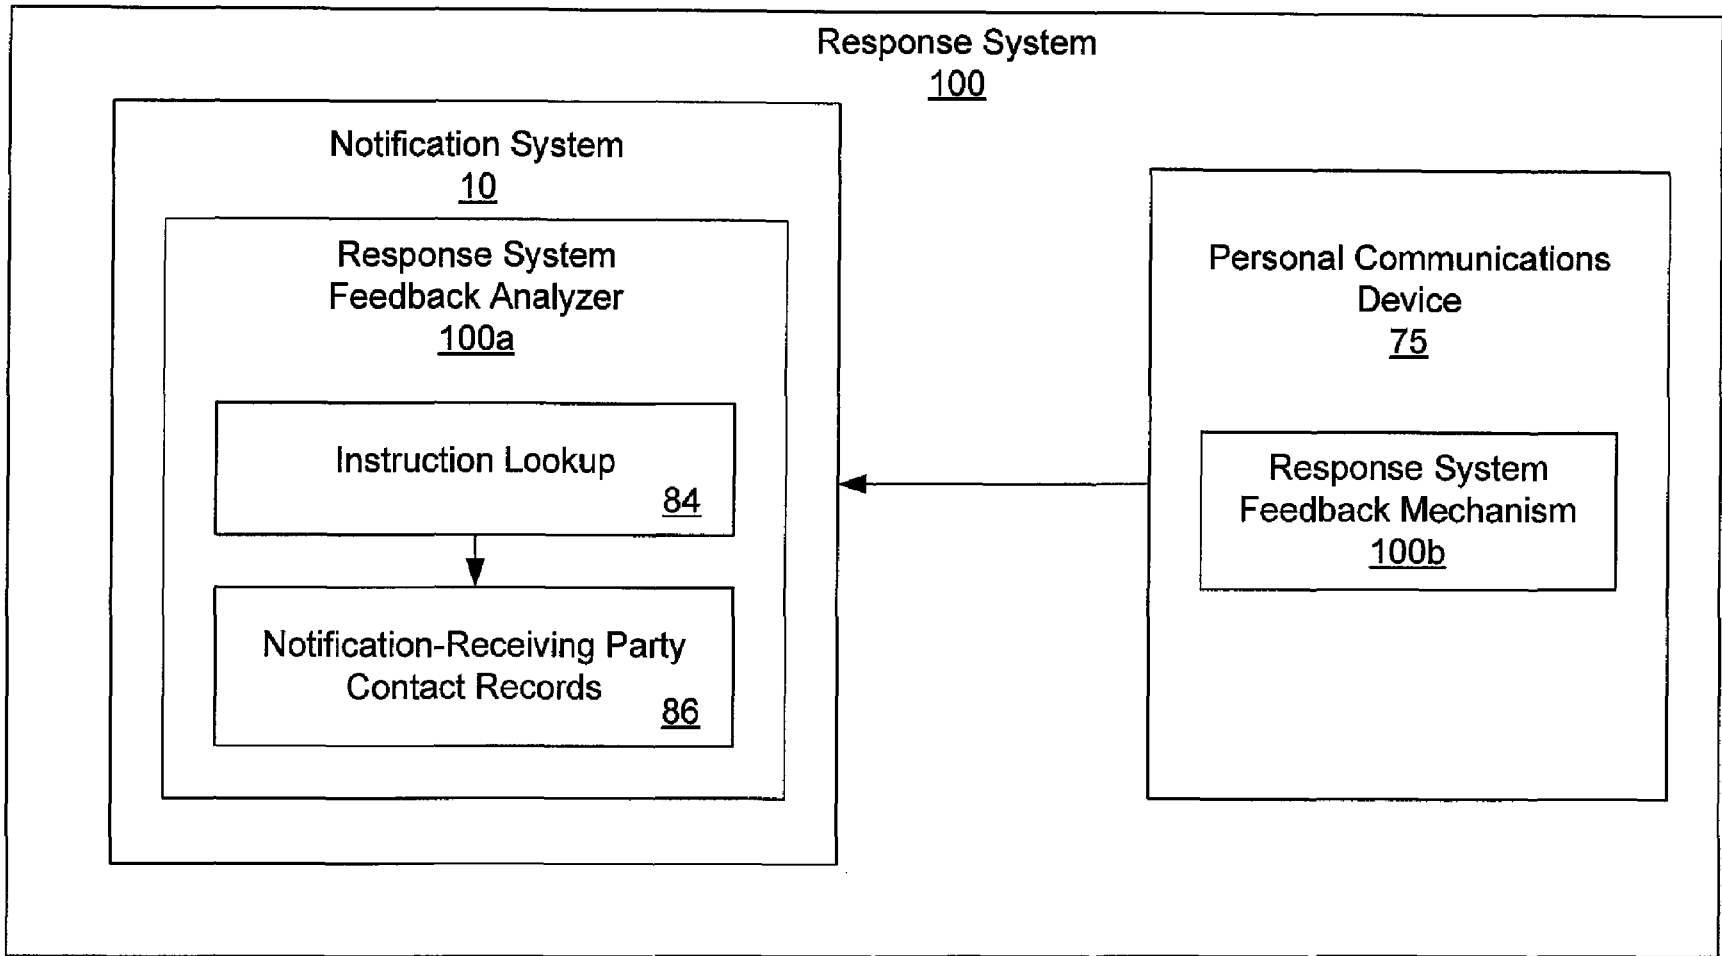 Response System
100
Notification System
10
Response System
Feedback Analyzer
100a
Instruction Lookup
84
Notification-Receiving Party
Contact Records
86
Personal Communications
Device
75
Response System
Feedback Mechanism
100b